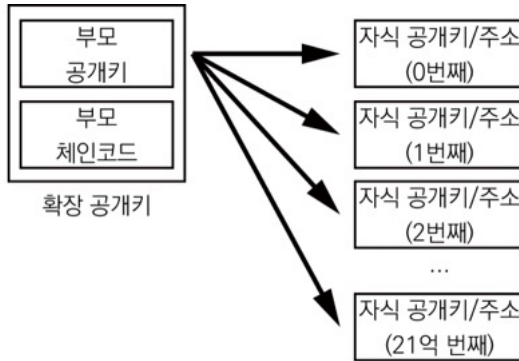 부모
공개키
부모
체인코드
확장 공개키
자식 공개키/주소
(0번째)
자식 공개키/주소
(1번째)
자식 공개키/주소
(2번째)
...
자식 공개키/주소
(21억 번째)